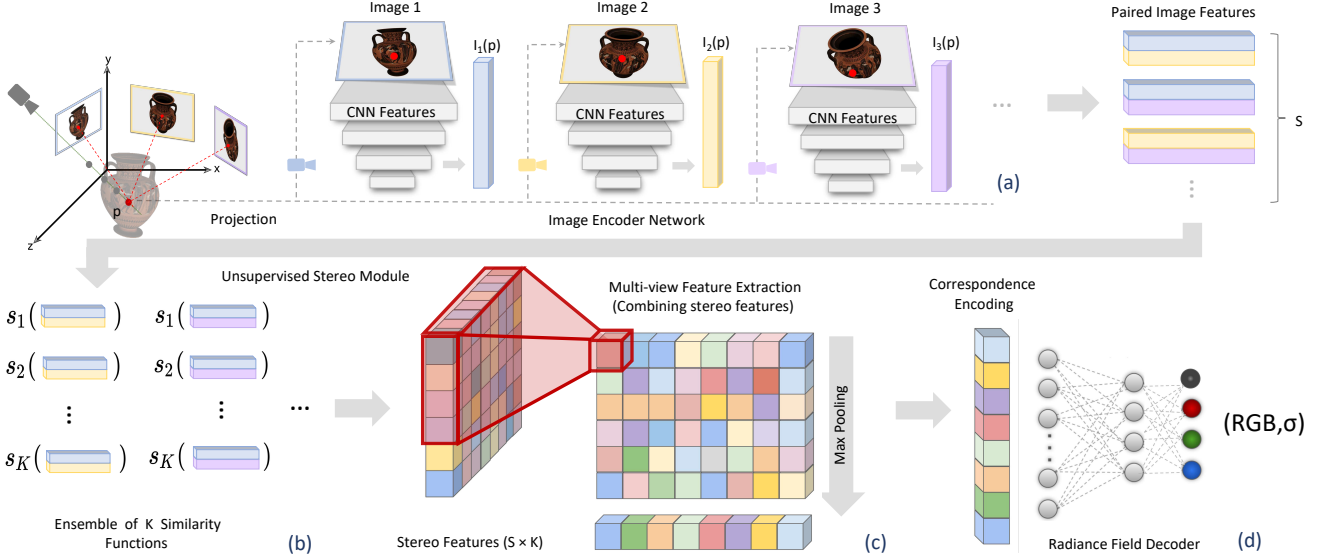 Image 1
Image 2
Image 3
Paired Image Features
I₁(p)
I₂(p)
I₃(p)
y
CNN Features
CNN Features
CNN Features
...
S
x
p
z
(a)
Projection
Image Encoder Network
Unsupervised Stereo Module
Multi-view Feature Extraction
(Combining stereo features)
Correspondence
Encoding
s₁( )
s₁( )
s₂( )
s₂( )
...
s_K( )
s_K( )
Max Pooling
(RGB,σ)
Ensemble of K Similarity
Functions
(b)
Stereo Features (S × K)
(c)
Radiance Field Decoder
(d)